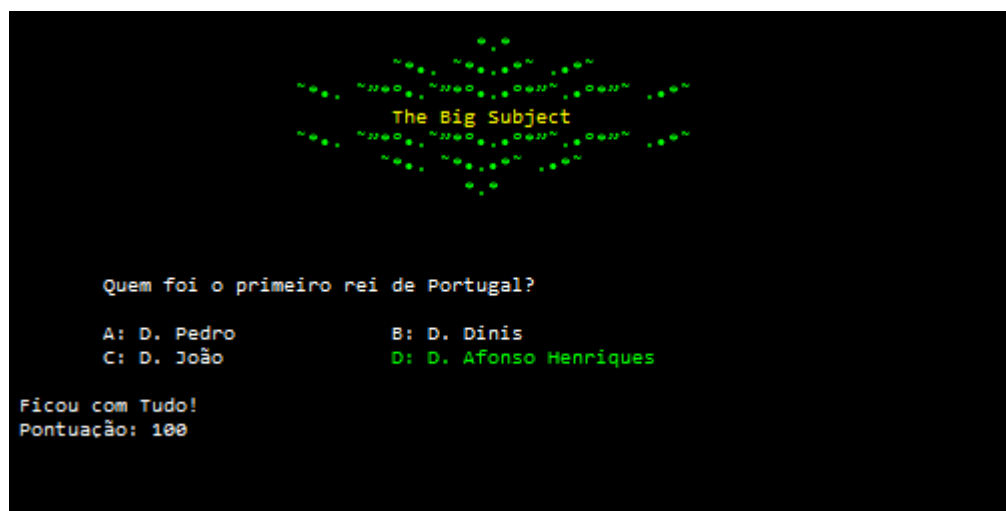 The Big Subject
Quem foi o primeiro rei de Portugal?
A: D. Pedro B: D. Dinis
C: D. João D: D. Afonso Henriques
Ficou com Tudo!
Pontuação: 100